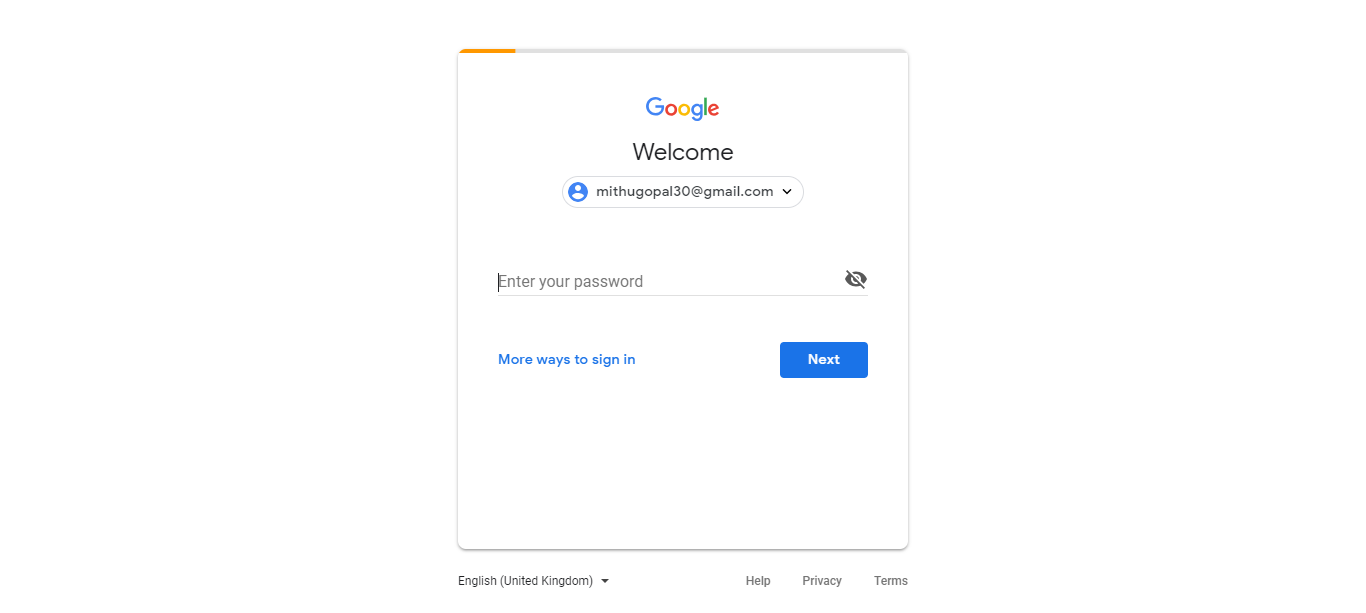 Google
Welcome
mithugopal30@gmail.com
Enter your password
More ways to sign in
Next
English (United Kingdom)
Help
Privacy
Terms